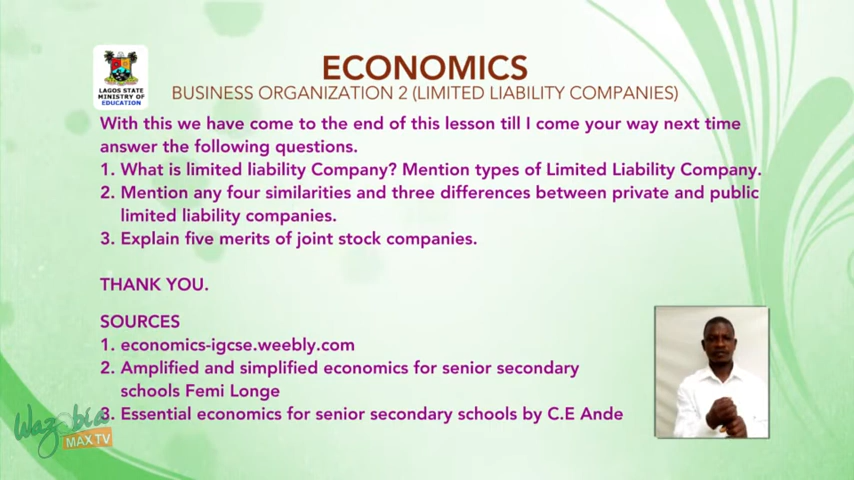 LAGOS STATE
MINISTRY OF
EDUCATION
ECONOMICS
BUSINESS ORGANIZATION 2 (LIMITED LIABILITY COMPANIES)
With this we have come to the end of this lesson till I come your way next time
answer the following questions.
1. What is limited liability Company? Mention types of Limited Liability Company.
2. Mention any four similarities and three differences between private and public
limited liability companies.
3. Explain five merits of joint stock companies.
THANK YOU.
SOURCES
1. economics-igcse.weebly.com
2. Amplified and simplified economics for senior secondary
schools Femi Longe
3. Essential economics for senior secondary schools by C.E Ande
Wazobia
MAX TV